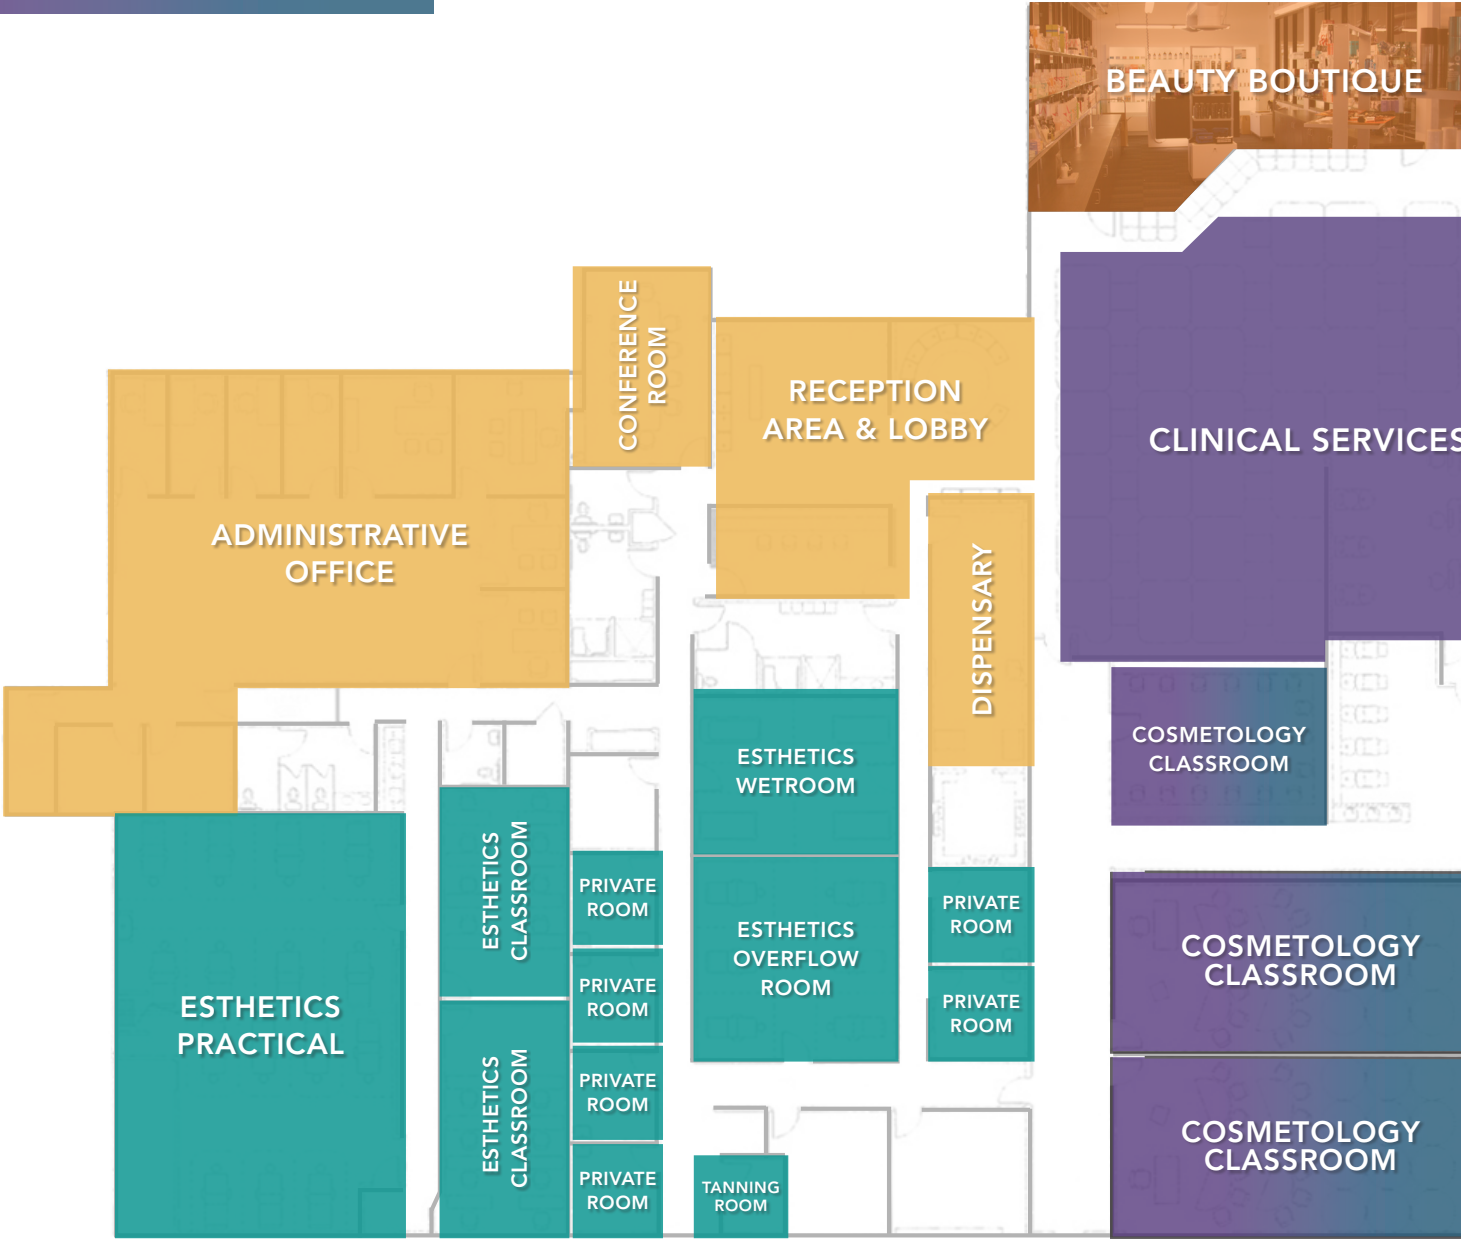 BEAUTY BOUTIQUE
CONFERENCE
ROOM
RECEPTION
AREA & LOBBY
CLINICAL SERVICES
ADMINISTRATIVE
OFFICE
DISPENSARY
COSMETOLOGY
CLASSROOM
ESTHETICS
WETROOM
ESTHETICS
CLASSROOM
PRIVATE
ROOM
ESTHETICS
OVERFLOW
ROOM
PRIVATE
ROOM
COSMETOLOGY
CLASSROOM
ESTHETICS
PRACTICAL
PRIVATE
ROOM
PRIVATE
ROOM
ESTHETICS
CLASSROOM
PRIVATE
ROOM
PRIVATE
ROOM
TANNING
ROOM
COSMETOLOGY
CLASSROOM